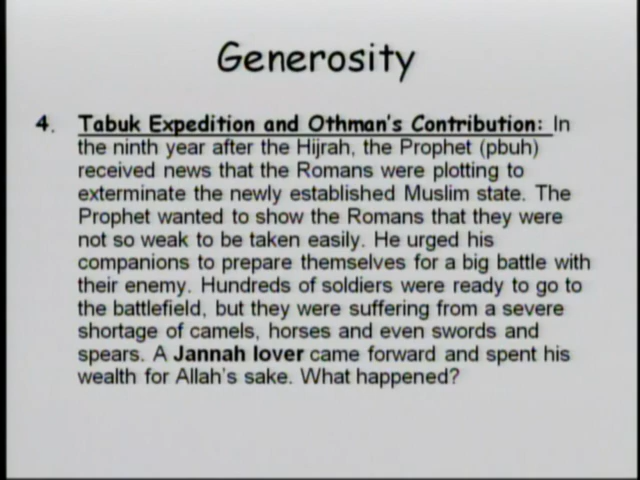 Generosity
4. Tabuk Expedition and Othman's Contribution: In
the ninth year after the Hijrah, the Prophet (pbuh)
received news that the Romans were plotting to
exterminate the newly established Muslim state. The
Prophet wanted to show the Romans that they were
not so weak to be taken easily. He urged his
companions to prepare themselves for a big battle with
their enemy. Hundreds of soldiers were ready to go to
the battlefield, but they were suffering from a severe
shortage of camels, horses and even swords and
spears. A Jannah lover came forward and spent his
wealth for Allah's sake. What happened?